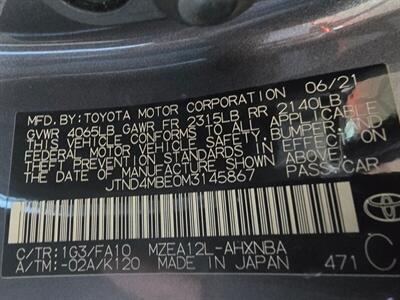 MFD. BY:TOYOTA MOTOR CORPORATION 06/21
GVWR 4065LB GAWR FR 2315LB RR 2140LB
THIS VEHICLE CONFORMS TO ALL APPLICABLE
FEDERAL MOTOR VEHICLE SAFETY, BUMPER, AND
THEFT PREVENTION STANDARDS IN EFFECT ON
THE DATE OF MANUFACTURE SHOWN ABOVE.
JTND4MBE0M3145867 PASS.CAR
C/TR:1G3/FA10 MZEA12L-AHXNBA
A/TM:-02A/K120 MADE IN JAPAN 471 C
TOYOTA